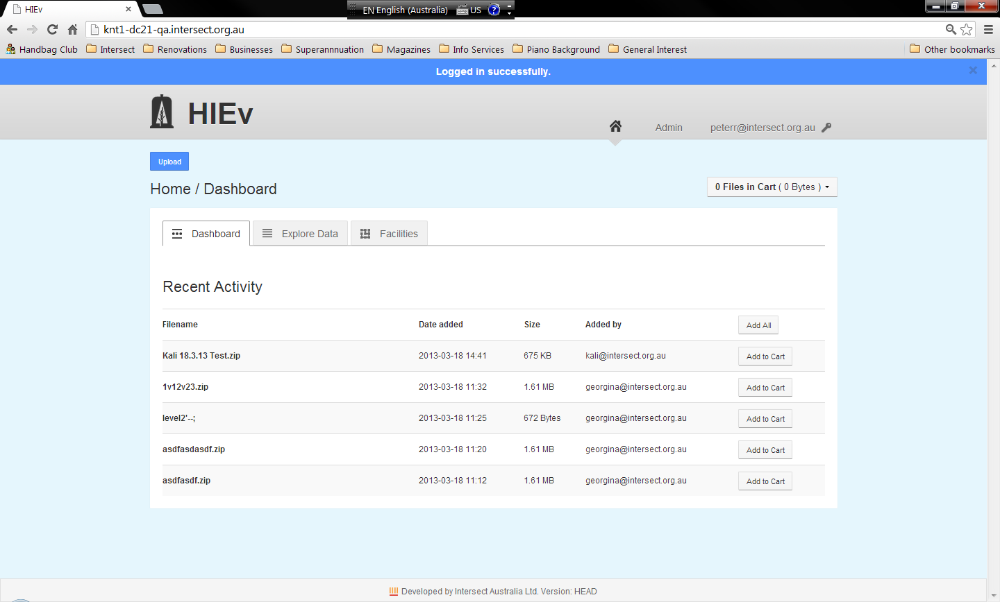 HIEv
EN English (Australia) US
knt1-dc21-qa.intersect.org.au
Handbag Club Intersect Renovations Businesses Superannnuation Magazines Info Services Piano Background General Interest Other bookmarks
Logged in successfully.
HIEv
Admin peterr@intersect.org.au
Upload
Home / Dashboard
0 Files in Cart ( 0 Bytes )
Dashboard Explore Data Facilities
Recent Activity
Filename Date added Size Added by Add All
Kali 18.3.13 Test.zip 2013-03-18 14:41 675 KB kali@intersect.org.au Add to Cart
1v12v23.zip 2013-03-18 11:32 1.61 MB georgina@intersect.org.au Add to Cart
level2'--; 2013-03-18 11:25 672 Bytes georgina@intersect.org.au Add to Cart
asdfasdasdf.zip 2013-03-18 11:20 1.61 MB georgina@intersect.org.au Add to Cart
asdfasdf.zip 2013-03-18 11:12 1.61 MB georgina@intersect.org.au Add to Cart
Developed by Intersect Australia Ltd. Version: HEAD